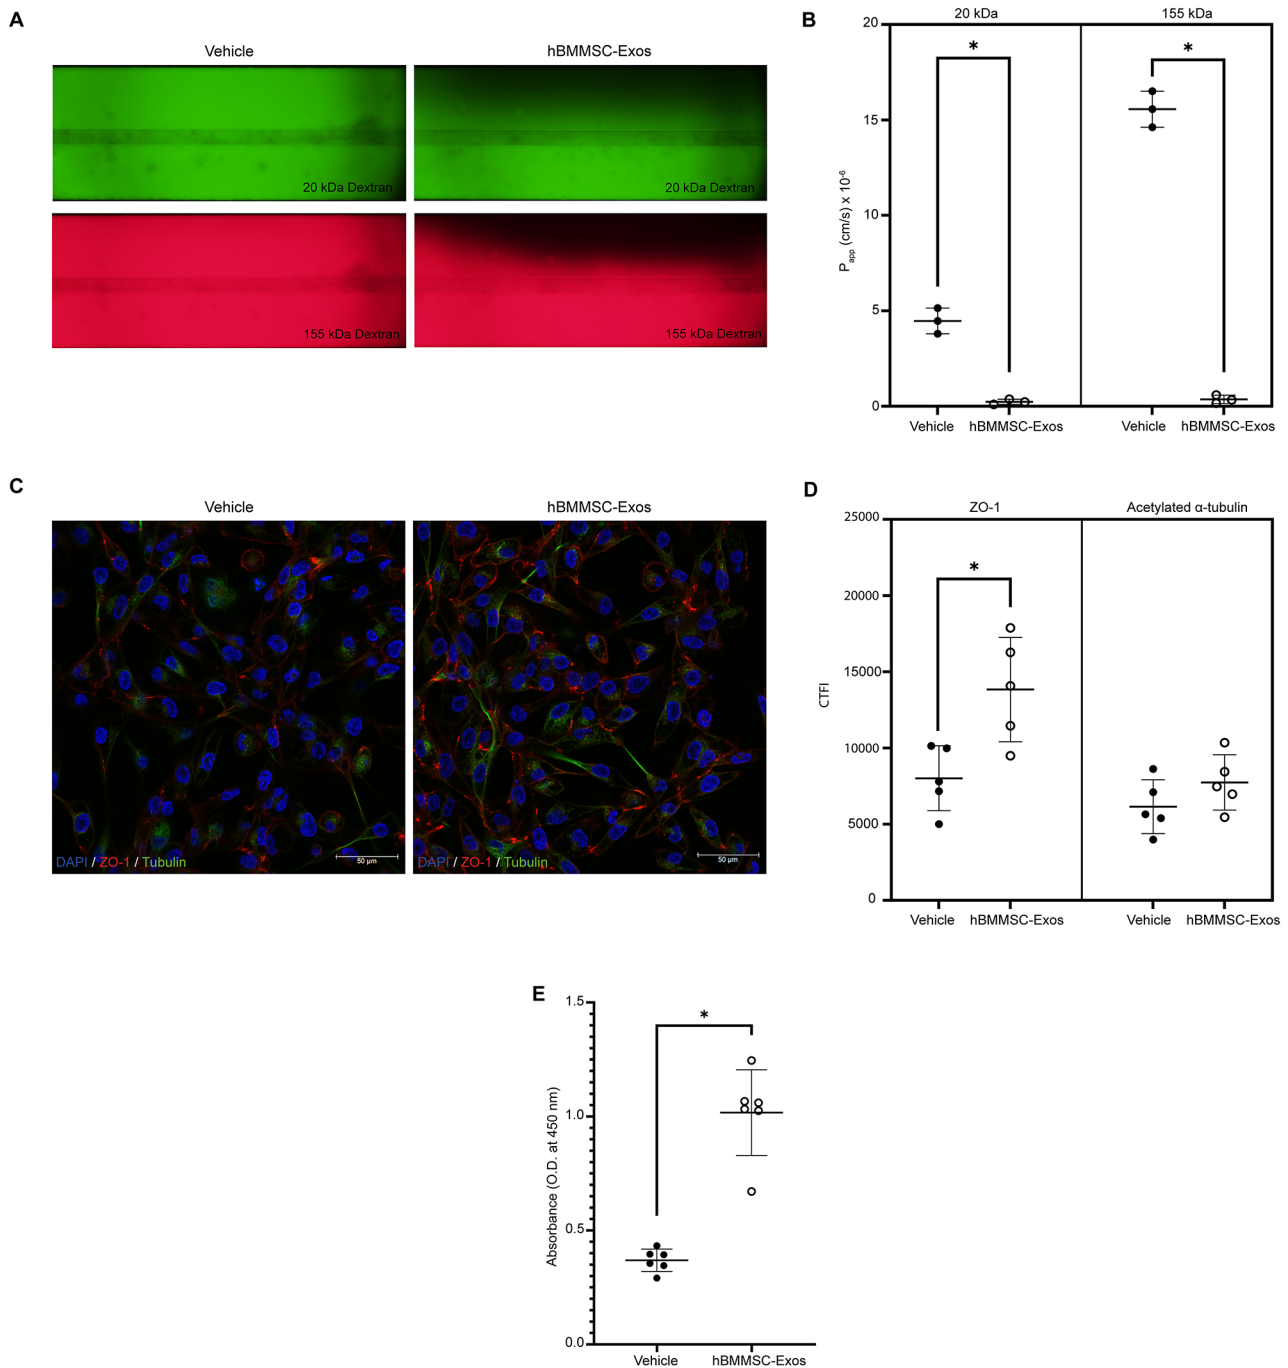 A
Vehicle hBMMSC-Exos
20 kDa Dextran 20 kDa Dextran
155 kDa Dextran 155 kDa Dextran
B
20 kDa 155 kDa
20
15
10
5
0
Papp (cm/s) x 10-6
* *
Vehicle hBMMSC-Exos Vehicle hBMMSC-Exos
C
Vehicle hBMMSC-Exos
DAPI / ZO-1 / Tubulin 50 µm DAPI / ZO-1 / Tubulin 50 µm
D
ZO-1 Acetylated α-tubulin
25000
20000
15000
10000
5000
0
CTFI
*
Vehicle hBMMSC-Exos Vehicle hBMMSC-Exos
E
1.5
1.0
0.5
0.0
Absorbance (O.D. at 450 nm)
*
Vehicle hBMMSC-Exos